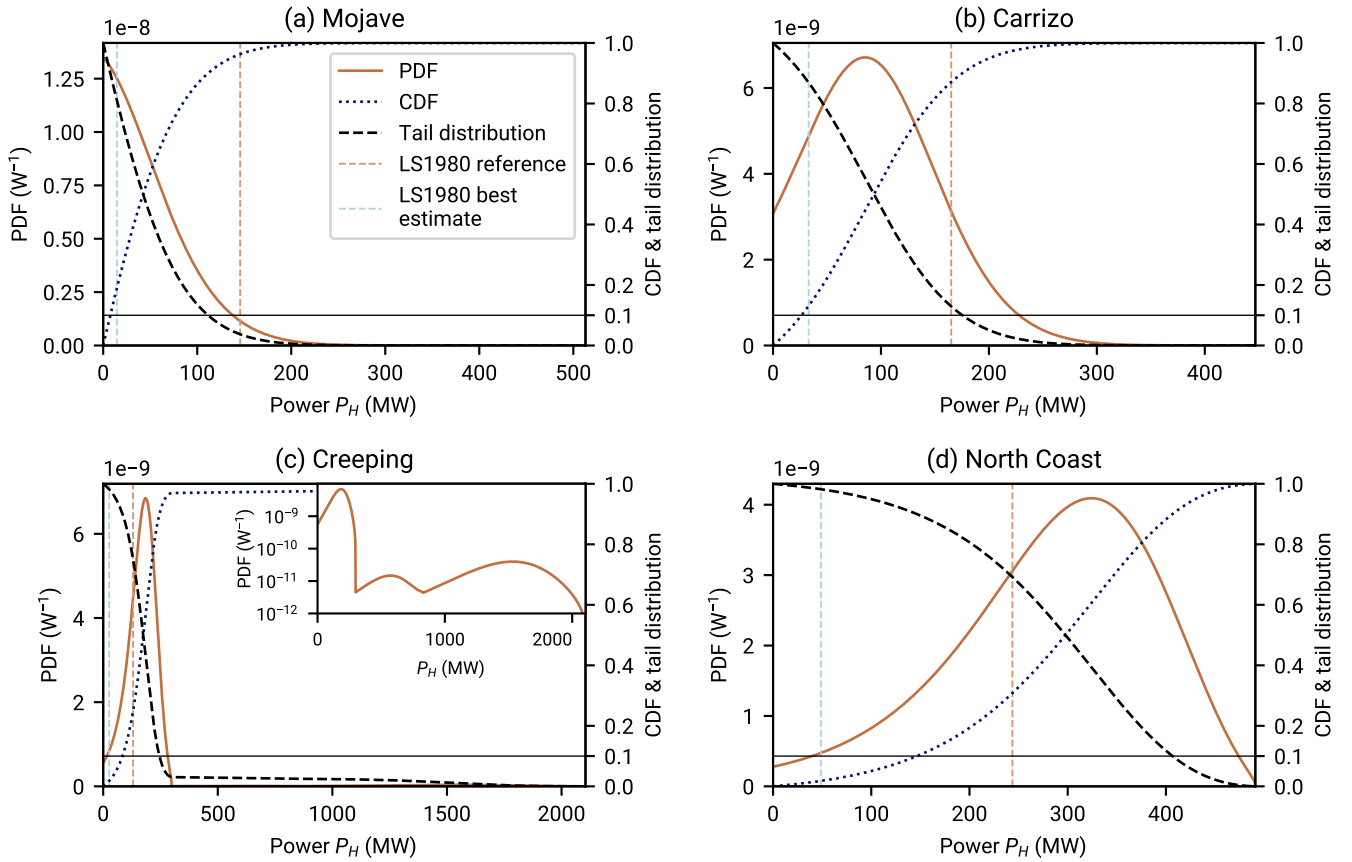 (a) Mojave
1e−8
1.25
1.00
0.75
0.50
0.25
0.00
PDF (W⁻¹)
1.0
0.8
0.6
0.4
0.2
0.1
0.0
CDF & tail distribution
PDF
CDF
Tail distribution
LS1980 reference
LS1980 best
estimate
0 100 200 300 400 500
Power P_H (MW)
(b) Carrizo
1e−9
6
4
2
0
PDF (W⁻¹)
1.0
0.8
0.6
0.4
0.2
0.1
0.0
CDF & tail distribution
0 100 200 300 400
Power P_H (MW)
(c) Creeping
1e−9
6
4
2
0
PDF (W⁻¹)
1.0
0.8
0.6
0.4
0.2
0.1
0.0
CDF & tail distribution
10⁻⁹
10⁻¹⁰
10⁻¹¹
10⁻¹²
PDF (W⁻¹)
0 1000 2000
P_H (MW)
0 500 1000 1500 2000
Power P_H (MW)
(d) North Coast
1e−9
4
3
2
1
0
PDF (W⁻¹)
1.0
0.8
0.6
0.4
0.2
0.1
0.0
CDF & tail distribution
0 100 200 300 400
Power P_H (MW)